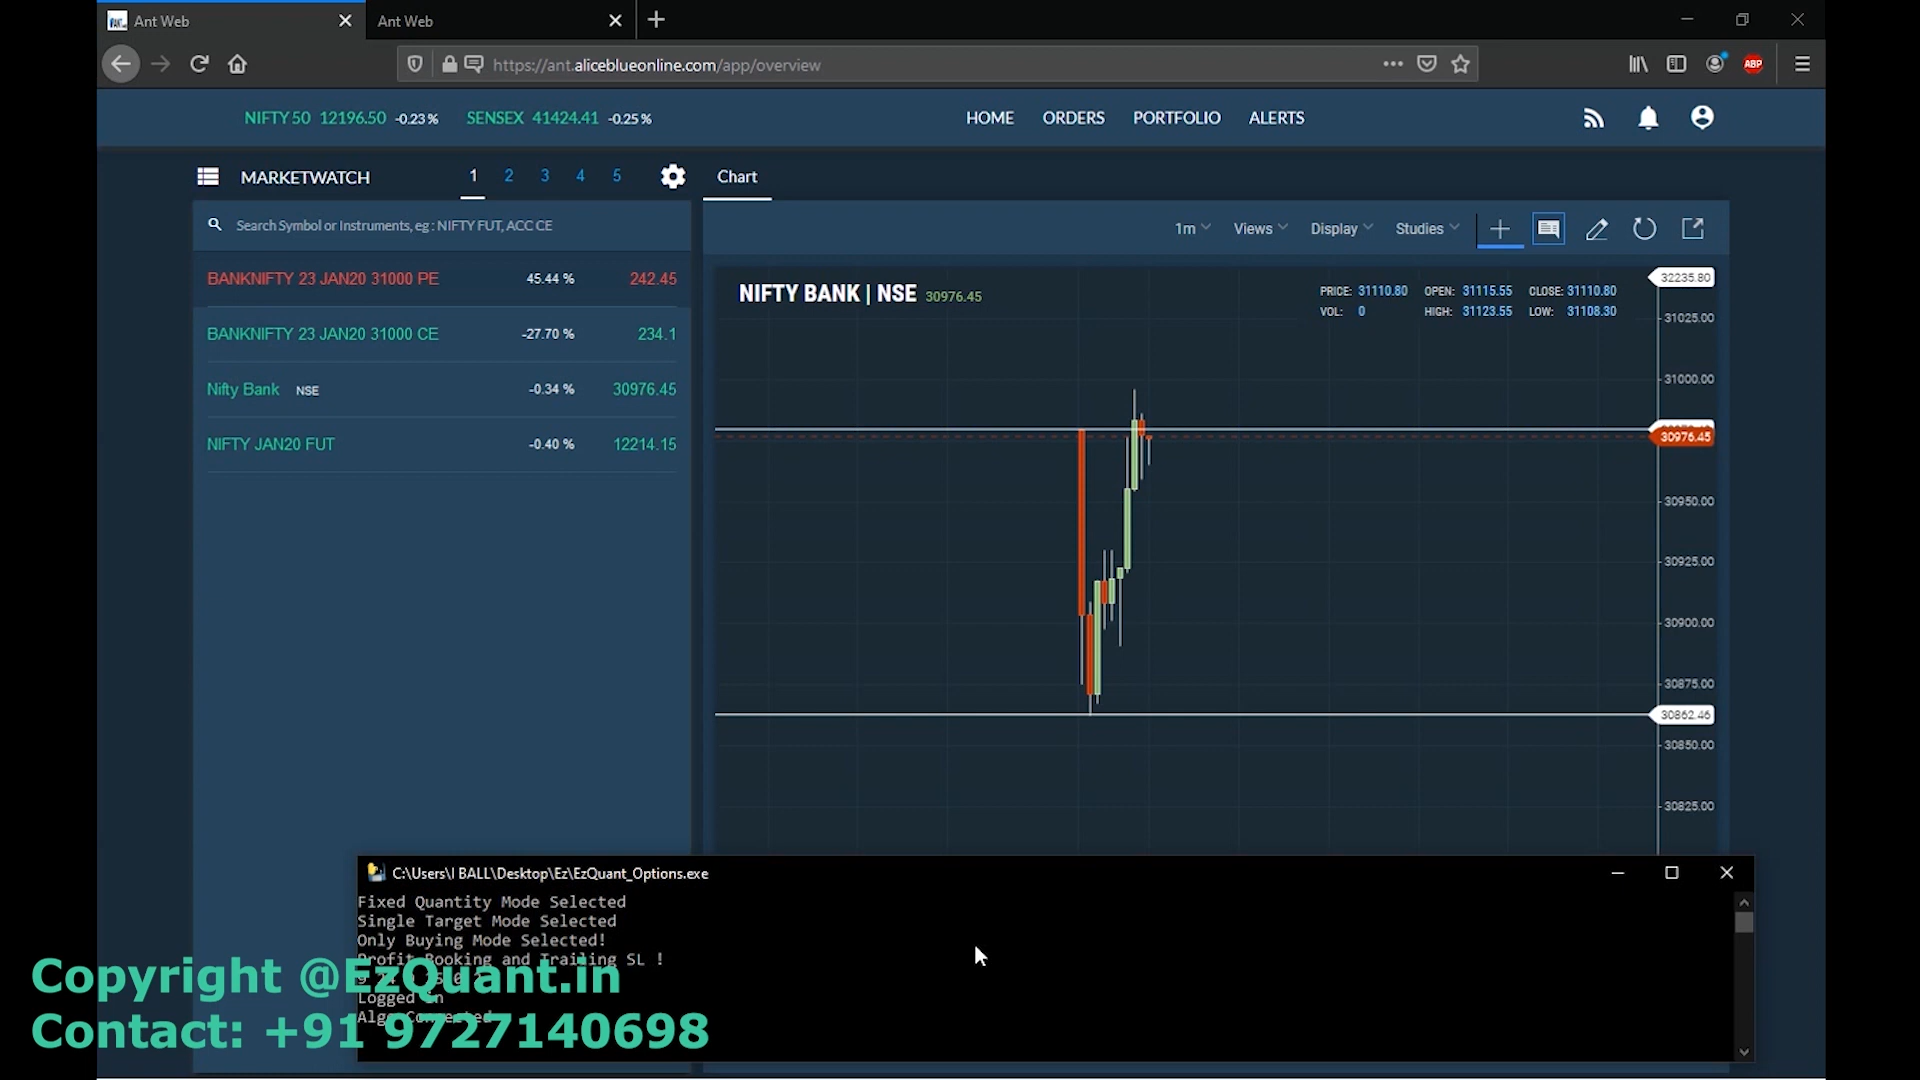 Ant Web
Ant Web
https://ant.aliceblueonline.com/app/overview
ABP
NIFTY 50 12196.50 -0.23 % SENSEX 41424.41 -0.25 %
HOME ORDERS PORTFOLIO ALERTS
MARKETWATCH 1 2 3 4 5
Chart
Search Symbol or Instruments, eg : NIFTY FUT, ACC CE
1m Views Display Studies
BANKNIFTY 23 JAN20 31000 PE 45.44 % 242.45
BANKNIFTY 23 JAN20 31000 CE -27.70 % 234.1
Nifty Bank NSE -0.34 % 30976.45
NIFTY JAN20 FUT -0.40 % 12214.15
NIFTY BANK | NSE 30976.45
PRICE: 31110.80 OPEN: 31115.55 CLOSE: 31110.80
VOL: 0 HIGH: 31123.55 LOW: 31108.30
32235.80
31025.00
31000.00
30976.45
30950.00
30925.00
30900.00
30875.00
30862.46
30850.00
30825.00
C:\Users\I BALL\Desktop\Ez\EzQuant_Options.exe
Fixed Quantity Mode Selected
Single Target Mode Selected
Only Buying Mode Selected!
Profit Booking and Trailing SL !
Logged in
Algo Connected
Copyright @EzQuant.in
Contact: +91 9727140698